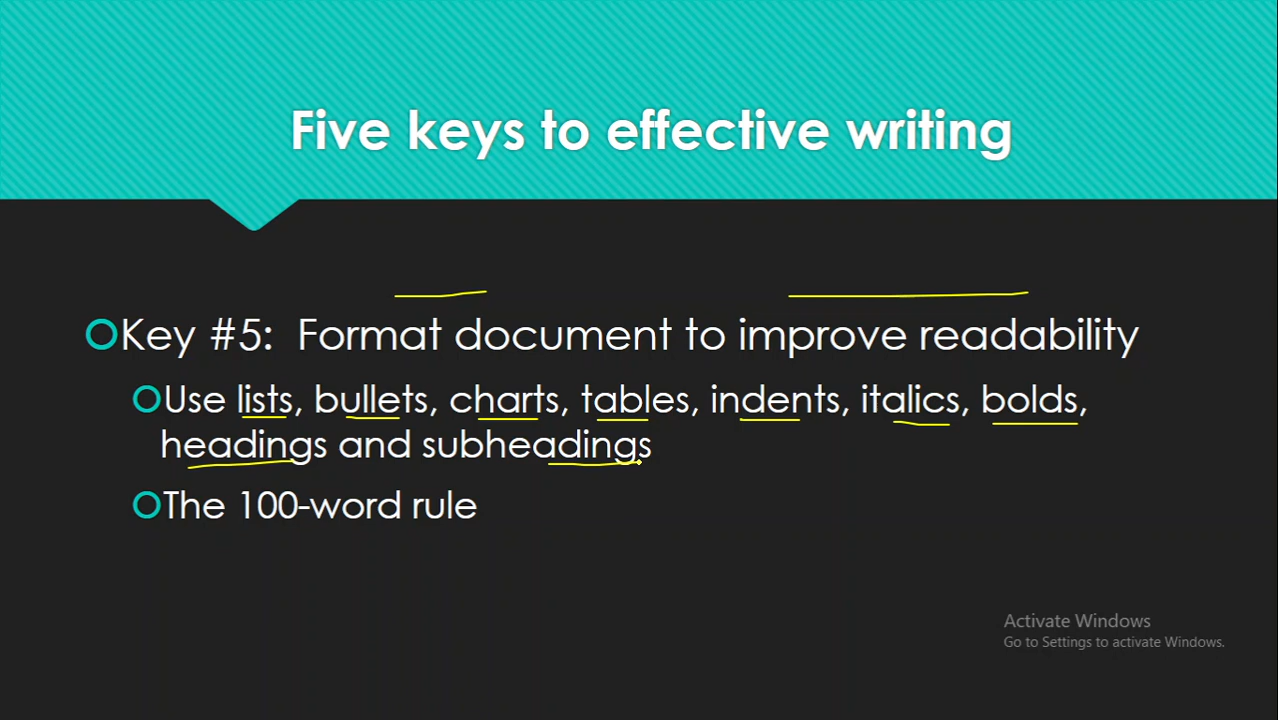 Five keys to effective writing
Key #5: Format document to improve readability
Use lists, bullets, charts, tables, indents, italics, bolds,
headings and subheadings
The 100-word rule
Activate Windows
Go to Settings to activate Windows.